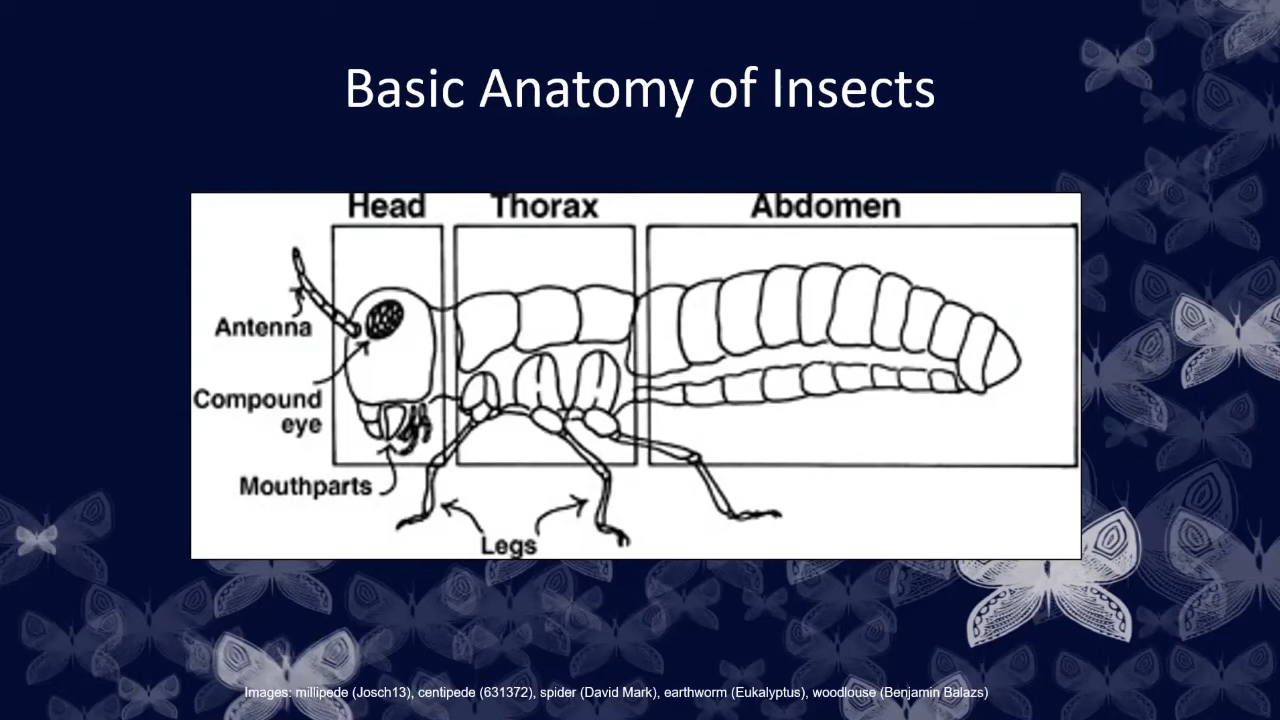 Basic Anatomy of Insects
Head Thorax Abdomen
Antenna
Compound
eye
Mouthparts
Legs
Images: millipede (Josch13), centipede (631372), spider (David Mark), earthworm (Eukalyptus), woodlouse (Benjamin Balazs)